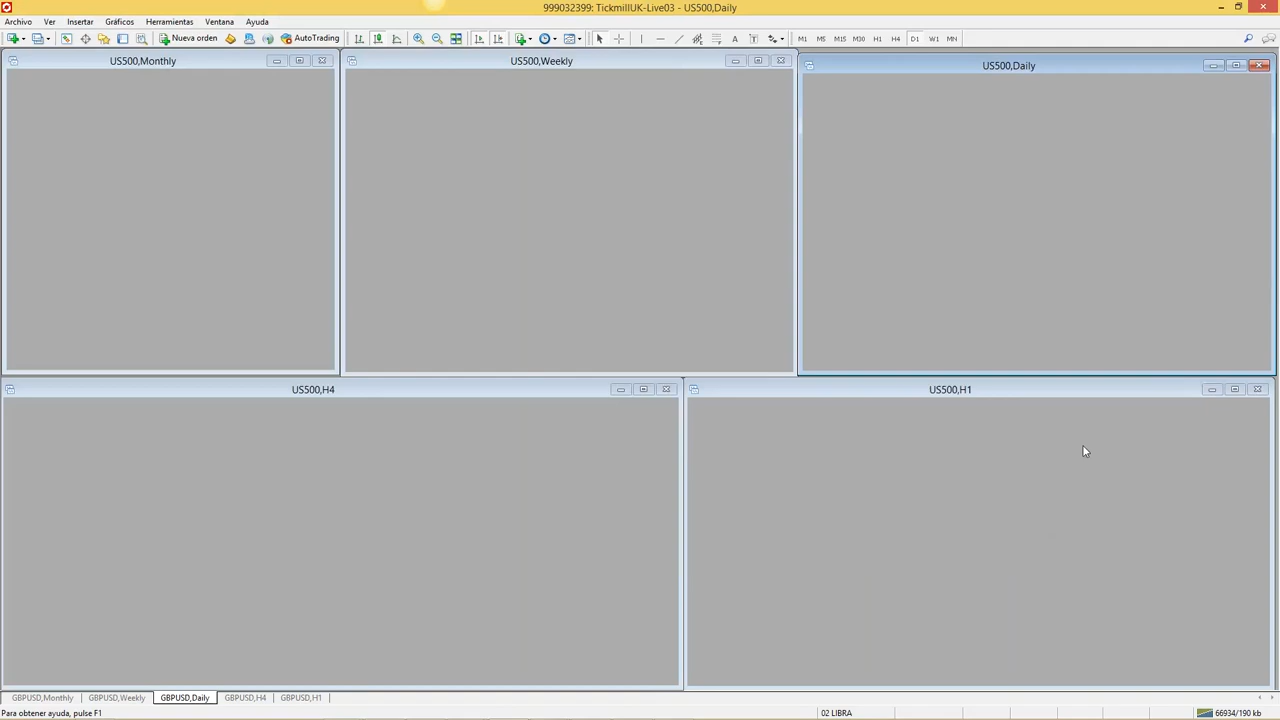 999032399: TickmillUK-Live03 - US500,Daily
Archivo Ver Insertar Gráficos Herramientas Ventana Ayuda
Nueva orden AutoTrading A T M1 M5 M15 M30 H1 H4 D1 W1 MN
US500,Monthly
US500,Weekly
US500,Daily
US500,H4
US500,H1
GBPUSD,Monthly GBPUSD,Weekly GBPUSD,Daily GBPUSD,H4 GBPUSD,H1
Para obtener ayuda, pulse F1
02 LIBRA
66934/190 kb